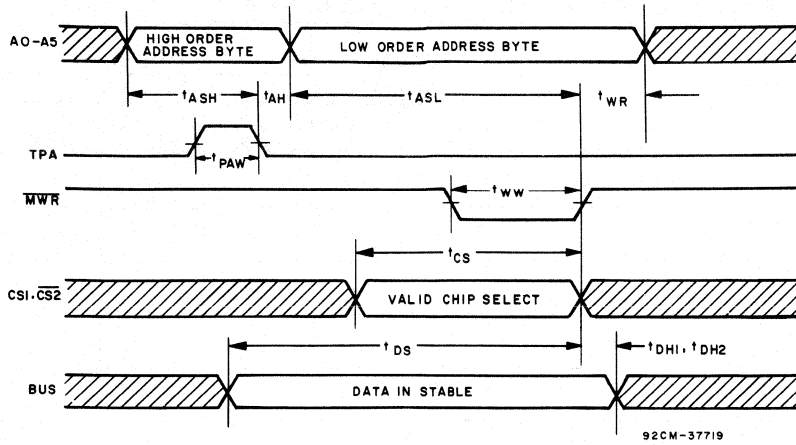 A0-A5
HIGH ORDER
ADDRESS BYTE
LOW ORDER ADDRESS BYTE
tASH
tAH
tASL
tWR
TPA
tPAW
MWR
tWW
tCS
CS1.CS2
VALID CHIP SELECT
tDS
tDH1, tDH2
BUS
DATA IN STABLE
92CM-37719